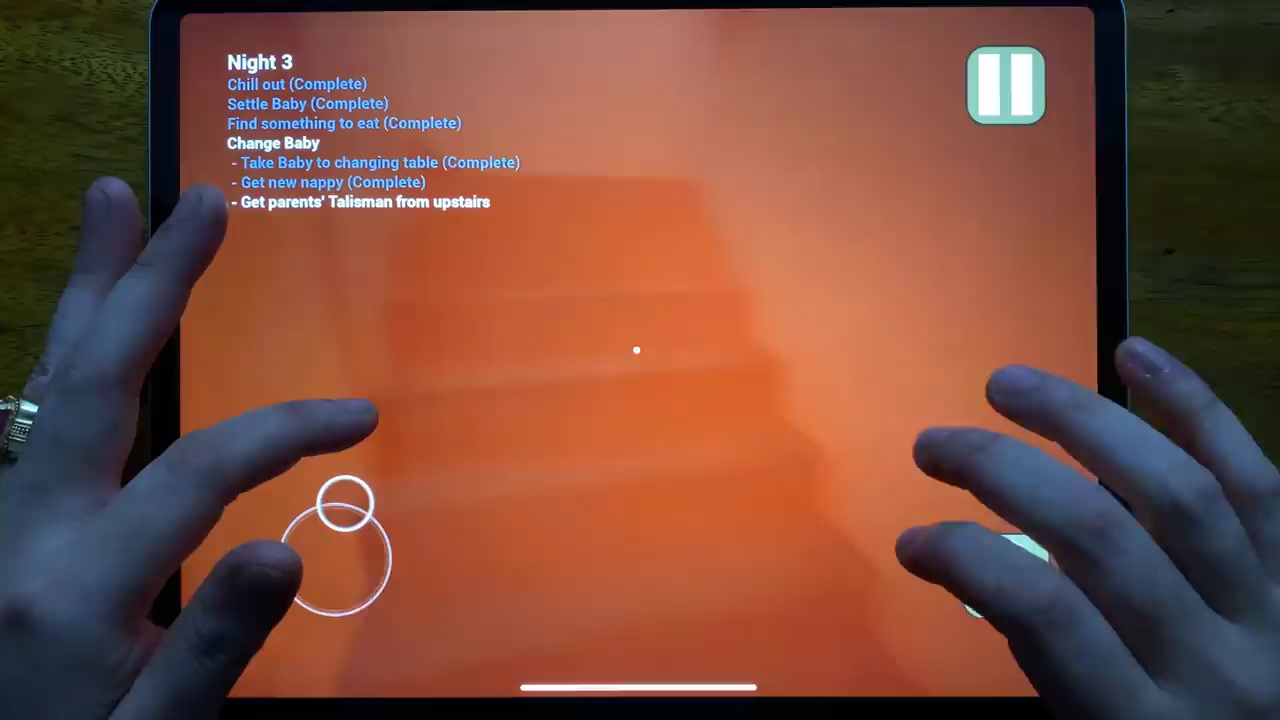 Night 3
Chill out (Complete)
Settle Baby (Complete)
Find something to eat (Complete)
Change Baby
- Take Baby to changing table (Complete)
- Get new nappy (Complete)
- Get parents' Talisman from upstairs